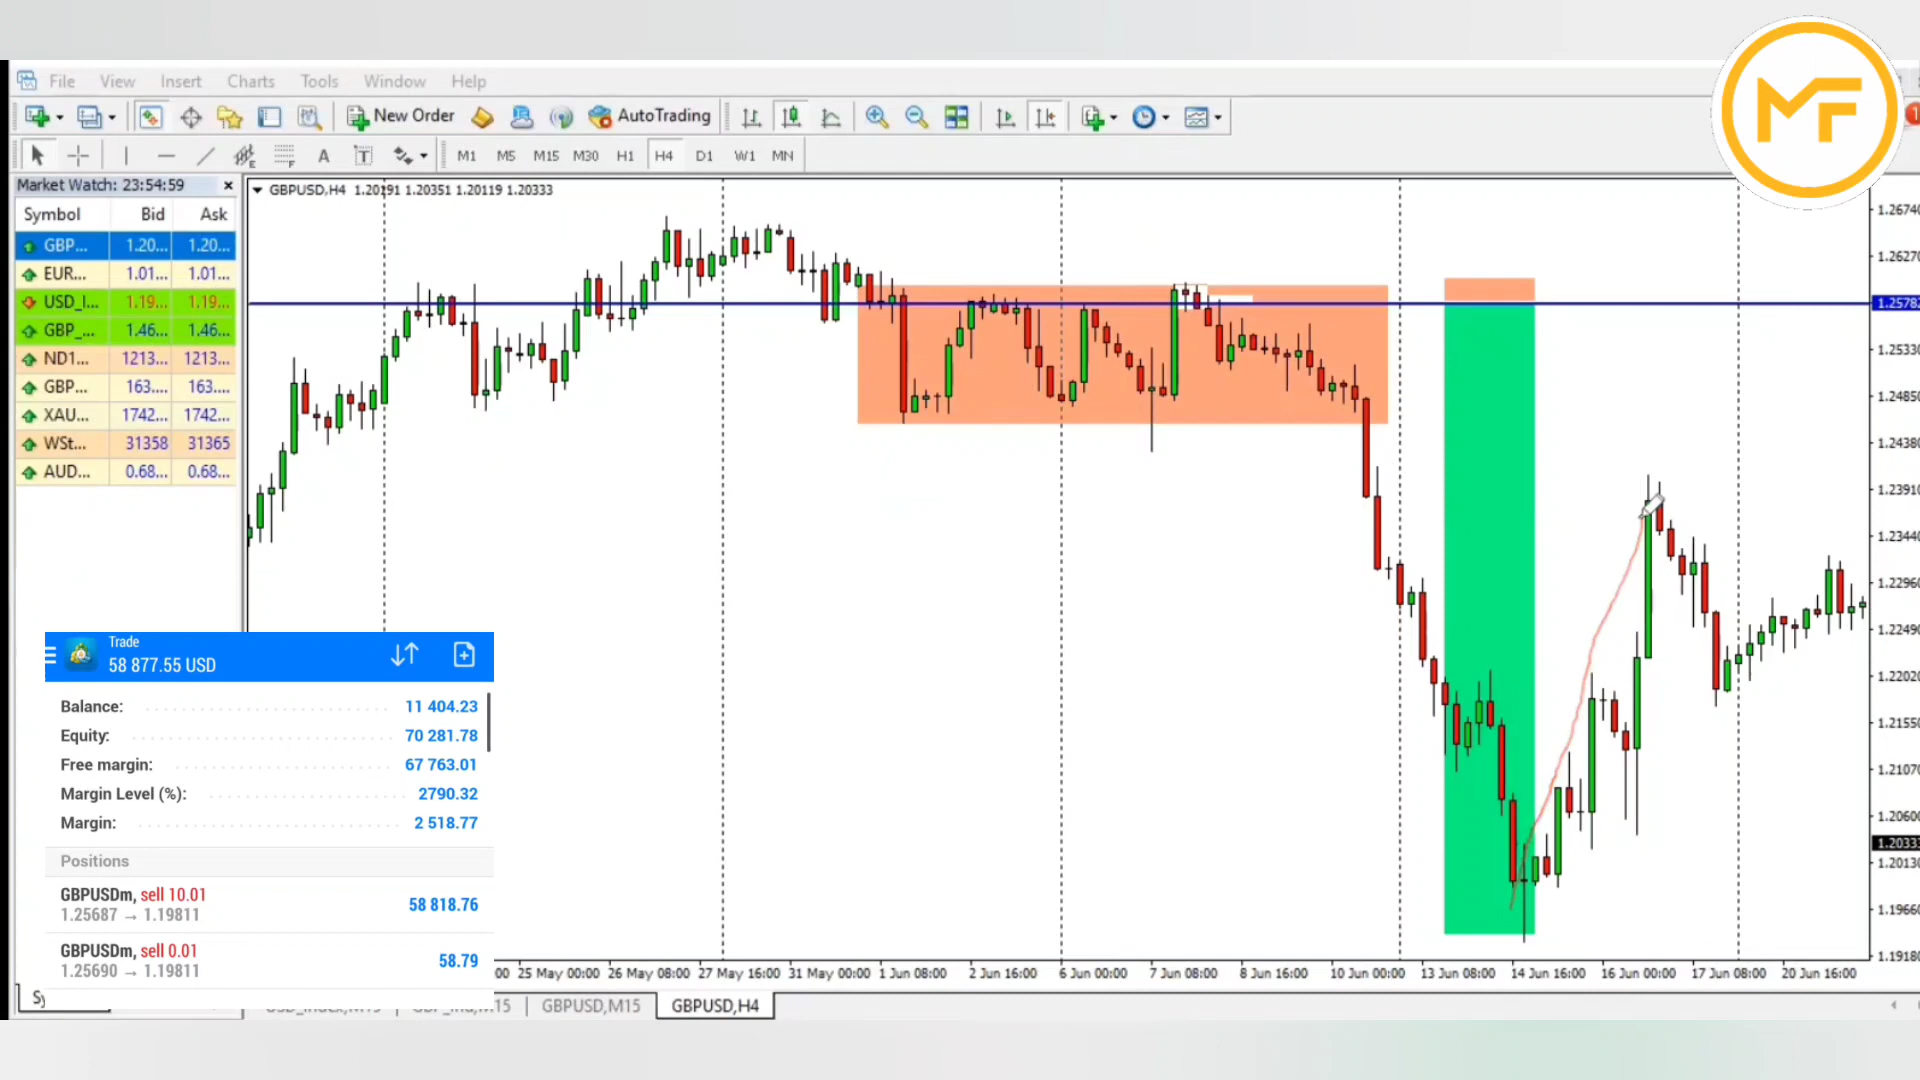 MF
File View Insert Charts Tools Window Help
New Order AutoTrading
A T M1 M5 M15 M30 H1 H4 D1 W1 MN
Market Watch: 23:54:59
Symbol Bid Ask
GBP... 1.20... 1.20...
EUR... 1.01... 1.01...
USD_I... 1.19... 1.19...
GBP_... 1.46... 1.46...
ND1... 1213... 1213...
GBP... 163.... 163....
XAU... 1742... 1742...
WSt... 31358 31365
AUD... 0.68... 0.68...
GBPUSD,H4 1.20191 1.20351 1.20119 1.20333
1.26740
1.26270
1.25782
1.25330
1.24850
1.24380
1.23910
1.23440
1.22960
1.22490
1.22020
1.21550
1.21070
1.20600
1.20333
1.20130
1.19660
1.19180
Trade
58 877.55 USD
Balance: 11 404.23
Equity: 70 281.78
Free margin: 67 763.01
Margin Level (%): 2790.32
Margin: 2 518.77
Positions
GBPUSDm, sell 10.01
1.25687 → 1.19811
58 818.76
GBPUSDm, sell 0.01
1.25690 → 1.19811
58.79
00 25 May 00:00 26 May 08:00 27 May 16:00 31 May 00:00 1 Jun 08:00 2 Jun 16:00 6 Jun 00:00 7 Jun 08:00 8 Jun 16:00 10 Jun 00:00 13 Jun 08:00 14 Jun 16:00 16 Jun 00:00 17 Jun 08:00 20 Jun 16:00
GBPUSD,M15 GBPUSD,H4